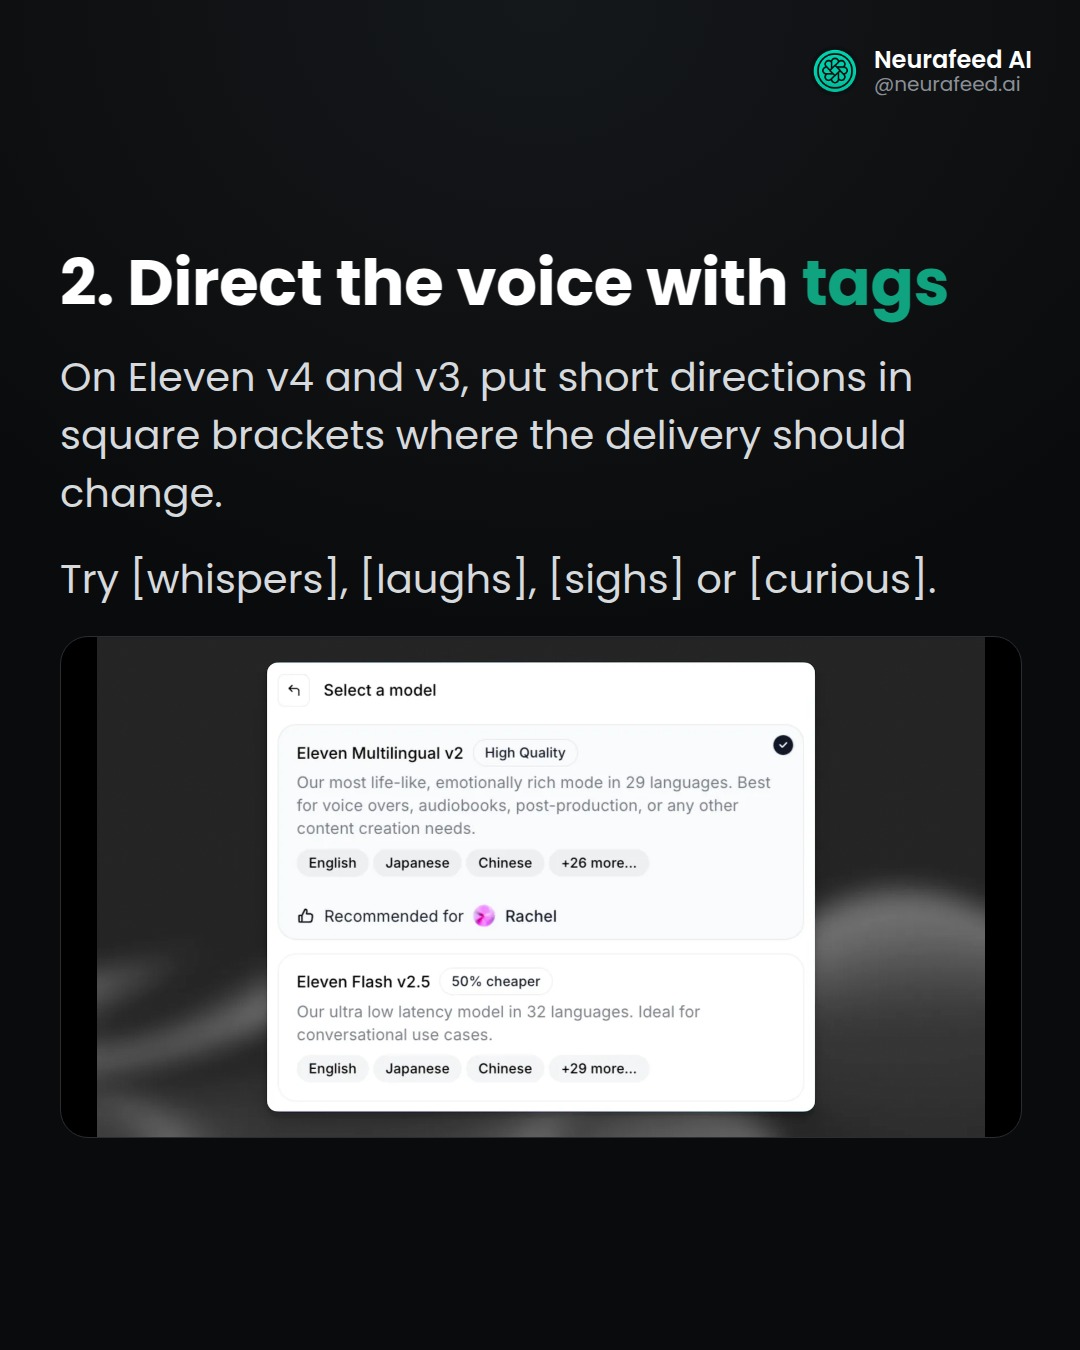 Neurafeed AI
@neurafeed.ai
2. Direct the voice with tags
On Eleven v4 and v3, put short directions in
square brackets where the delivery should
change.
Try [whispers], [laughs], [sighs] or [curious].
Select a model
Eleven Multilingual v2 High Quality
Our most life-like, emotionally rich mode in 29 languages. Best
for voice overs, audiobooks, post-production, or any other
content creation needs.
English Japanese Chinese +26 more...
Recommended for Rachel
Eleven Flash v2.5 50% cheaper
Our ultra low latency model in 32 languages. Ideal for
conversational use cases.
English Japanese Chinese +29 more...